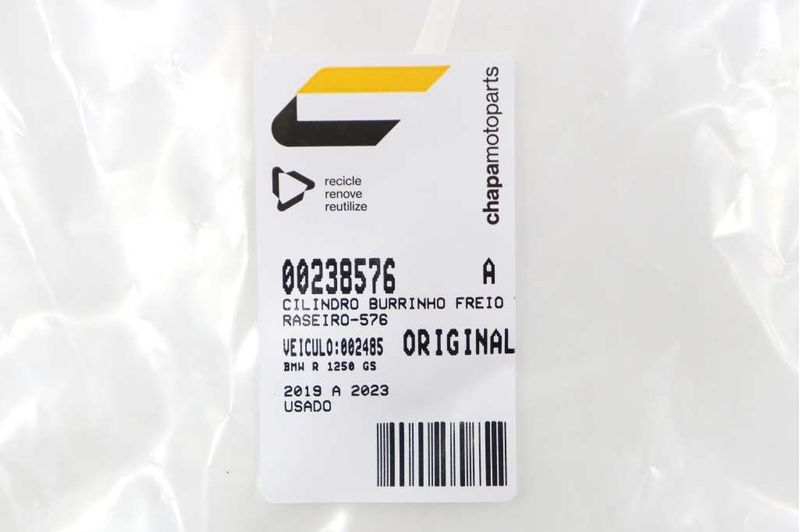 chapamotoparts
recicle
renove
reutilize
00238576 A
CILINDRO BURRINHO FREIO
RASEIRO-576
VEICULO:002485 ORIGINAL
BMW R 1250 GS
2019 A 2023
USADO